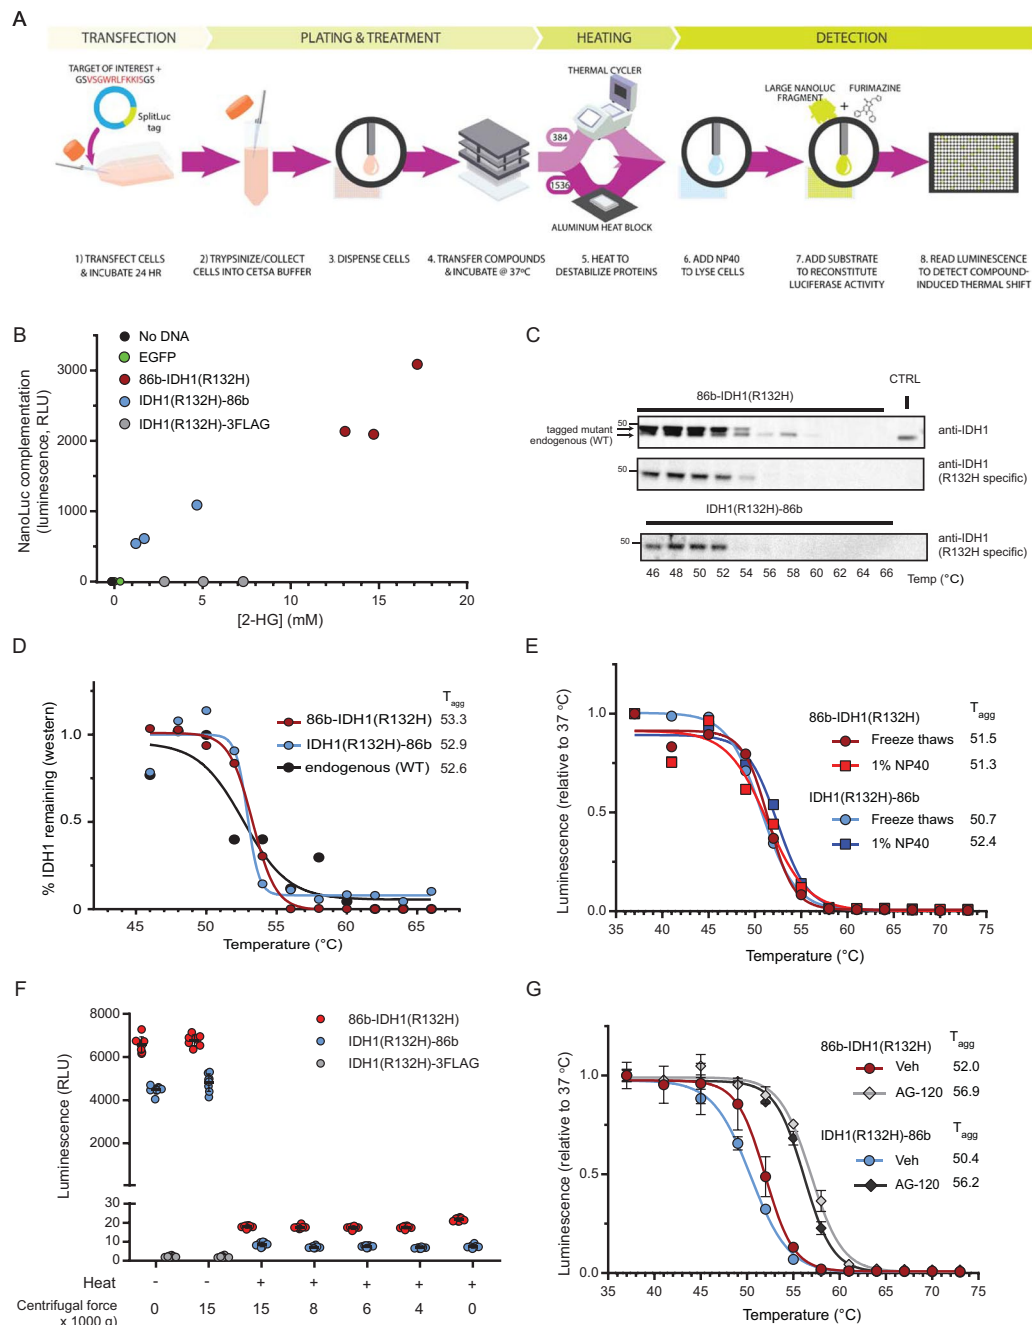 A
TRANSFECTION
PLATING & TREATMENT
HEATING
DETECTION
TARGET OF INTEREST +
GSVSGWRLFKKISGS
SplitLuc
tag
THERMAL CYCLER
384
1536
ALUMINUM HEAT BLOCK
LARGE NANOLUC
FRAGMENT
+
FURIMAZINE
1) TRANSFECT CELLS
& INCUBATE 24 HR
2) TRYPSINIZE/COLLECT
CELLS INTO CETSA BUFFER
3. DISPENSE CELLS
4. TRANSFER COMPOUNDS
& INCUBATE @ 37ºC
5. HEAT TO
DESTABILIZE PROTEINS
6. ADD NP40
TO LYSE CELLS
7. ADD SUBSTRATE
TO RECONSTITUTE
LUCIFERASE ACTIVITY
8. READ LUMINESCENCE
TO DETECT COMPOUND-
INDUCED THERMAL SHIFT
B
No DNA
EGFP
86b-IDH1(R132H)
IDH1(R132H)-86b
IDH1(R132H)-3FLAG
NanoLuc complementation
(luminescence, RLU)
3000
2000
1000
0
0 5 10 15 20
[2-HG] (mM)
C
CTRL
86b-IDH1(R132H)
50
tagged mutant
endogenous (WT)
anti-IDH1
50
anti-IDH1
(R132H specific)
IDH1(R132H)-86b
50
anti-IDH1
(R132H specific)
46 48 50 52 54 56 58 60 62 64 66 Temp (°C)
D
% IDH1 remaining (western)
1.0
0.5
0
45 50 55 60 65
Temperature (°C)
Tagg
86b-IDH1(R132H) 53.3
IDH1(R132H)-86b 52.9
endogenous (WT) 52.6
E
Luminescence (relative to 37 °C)
1.0
0.5
0.0
35 40 45 50 55 60 65 70 75
Temperature (°C)
Tagg
86b-IDH1(R132H)
Freeze thaws 51.5
1% NP40 51.3
IDH1(R132H)-86b
Freeze thaws 50.7
1% NP40 52.4
F
Luminescence (RLU)
8000
6000
4000
2000
30
20
10
0
86b-IDH1(R132H)
IDH1(R132H)-86b
IDH1(R132H)-3FLAG
Heat - - + + + + +
Centrifugal force
x 1000 g)
0 15 15 8 6 4 0
G
Luminescence (relative to 37 °C)
1.0
0.5
0.0
35 40 45 50 55 60 65 70 75
Temperature (°C)
86b-IDH1(R132H) Tagg
Veh 52.0
AG-120 56.9
IDH1(R132H)-86b Tagg
Veh 50.4
AG-120 56.2